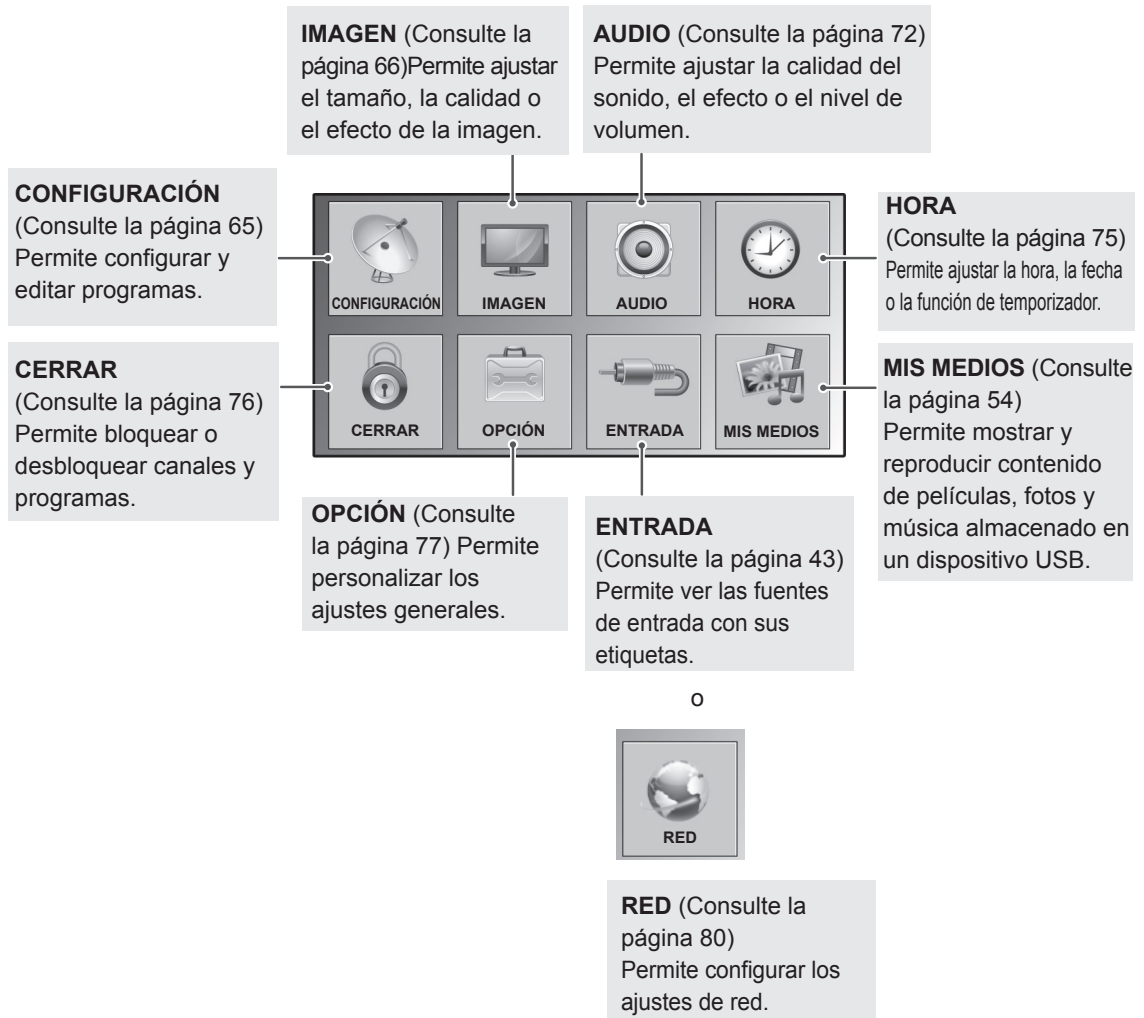 IMAGEN (Consulte la
página 66)Permite ajustar
el tamaño, la calidad o
el efecto de la imagen.
AUDIO (Consulte la página 72)
Permite ajustar la calidad del
sonido, el efecto o el nivel de
volumen.
CONFIGURACIÓN
(Consulte la página 65)
Permite configurar y
editar programas.
HORA
(Consulte la página 75)
Permite ajustar la hora, la fecha
o la función de temporizador.
CONFIGURACIÓN
IMAGEN
AUDIO
HORA
CERRAR
OPCIÓN
ENTRADA
MIS MEDIOS
CERRAR
(Consulte la página 76)
Permite bloquear o
desbloquear canales y
programas.
MIS MEDIOS (Consulte
la página 54)
Permite mostrar y
reproducir contenido
de películas, fotos y
música almacenado en
un dispositivo USB.
OPCIÓN (Consulte
la página 77) Permite
personalizar los
ajustes generales.
ENTRADA
(Consulte la página 43)
Permite ver las fuentes
de entrada con sus
etiquetas.
o
RED
RED (Consulte la
página 80)
Permite configurar los
ajustes de red.